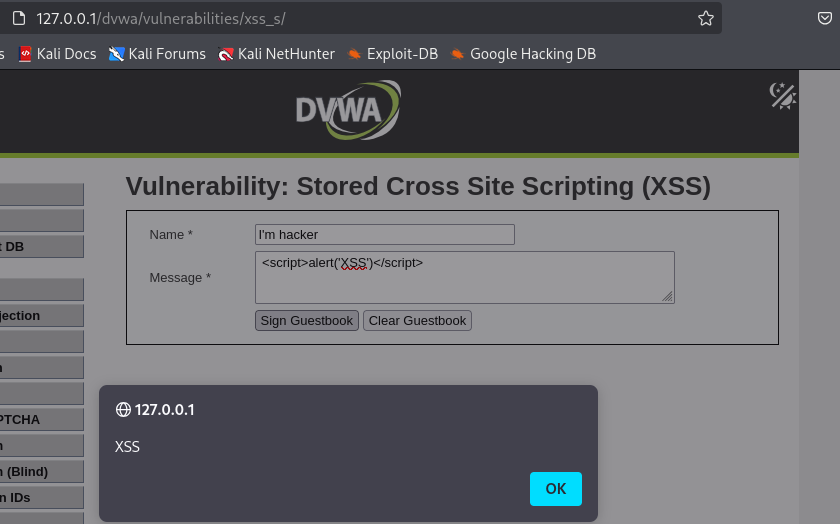 127.0.0.1/dvwa/vulnerabilities/xss_s/
s Kali Docs Kali Forums Kali NetHunter Exploit-DB Google Hacking DB
DVWA
Vulnerability: Stored Cross Site Scripting (XSS)
Name * I'm hacker
Message * <script>alert('XSS')</script>
Sign Guestbook Clear Guestbook
t DB
jection
n
PTCHA
n
n (Blind)
n IDs
127.0.0.1
XSS
OK